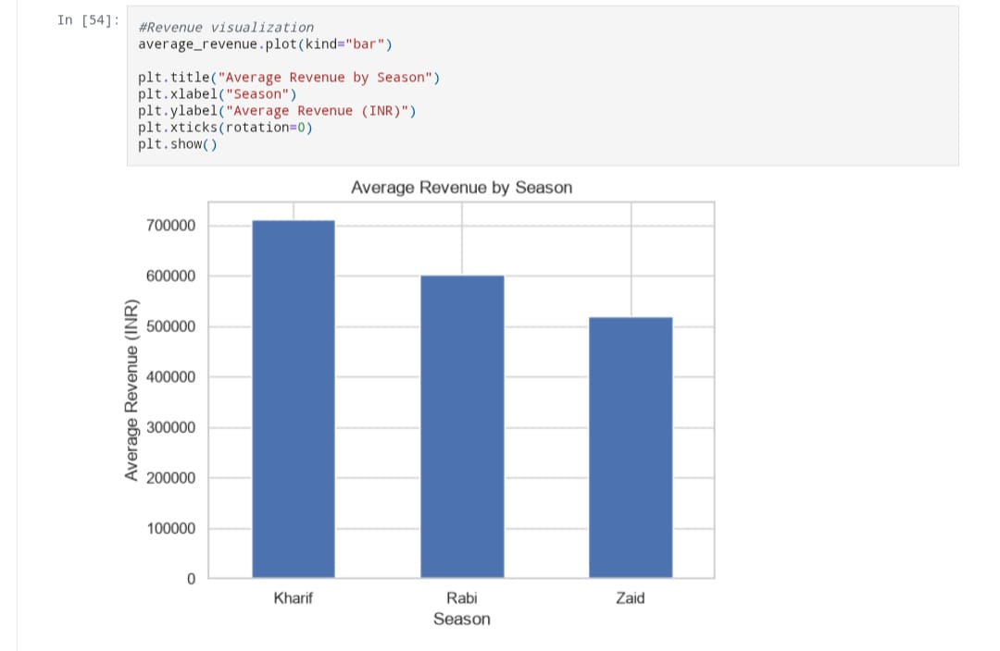 In [54]:
#Revenue visualization
average_revenue.plot(kind="bar")
plt.title("Average Revenue by Season")
plt.xlabel("Season")
plt.ylabel("Average Revenue (INR)")
plt.xticks(rotation=0)
plt.show()
Average Revenue by Season
Average Revenue (INR)
700000
600000
500000
400000
300000
200000
100000
0
Kharif Rabi Zaid
Season